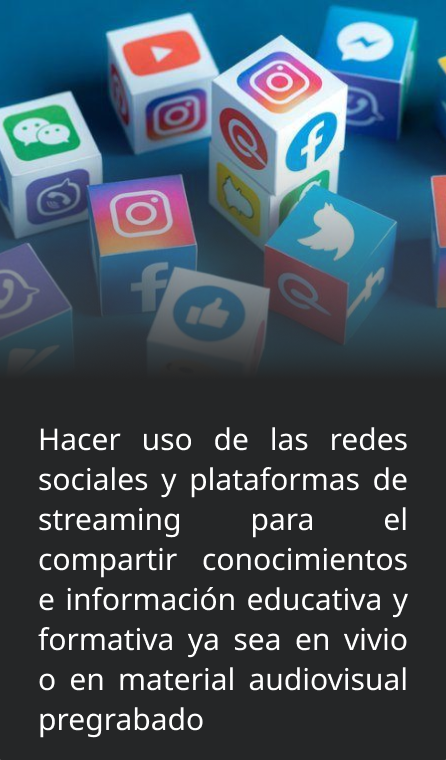 Hacer uso de las redes
sociales y plataformas de
streaming para el
compartir conocimientos
e información educativa y
formativa ya sea en vivio
o en material audiovisual
pregrabado